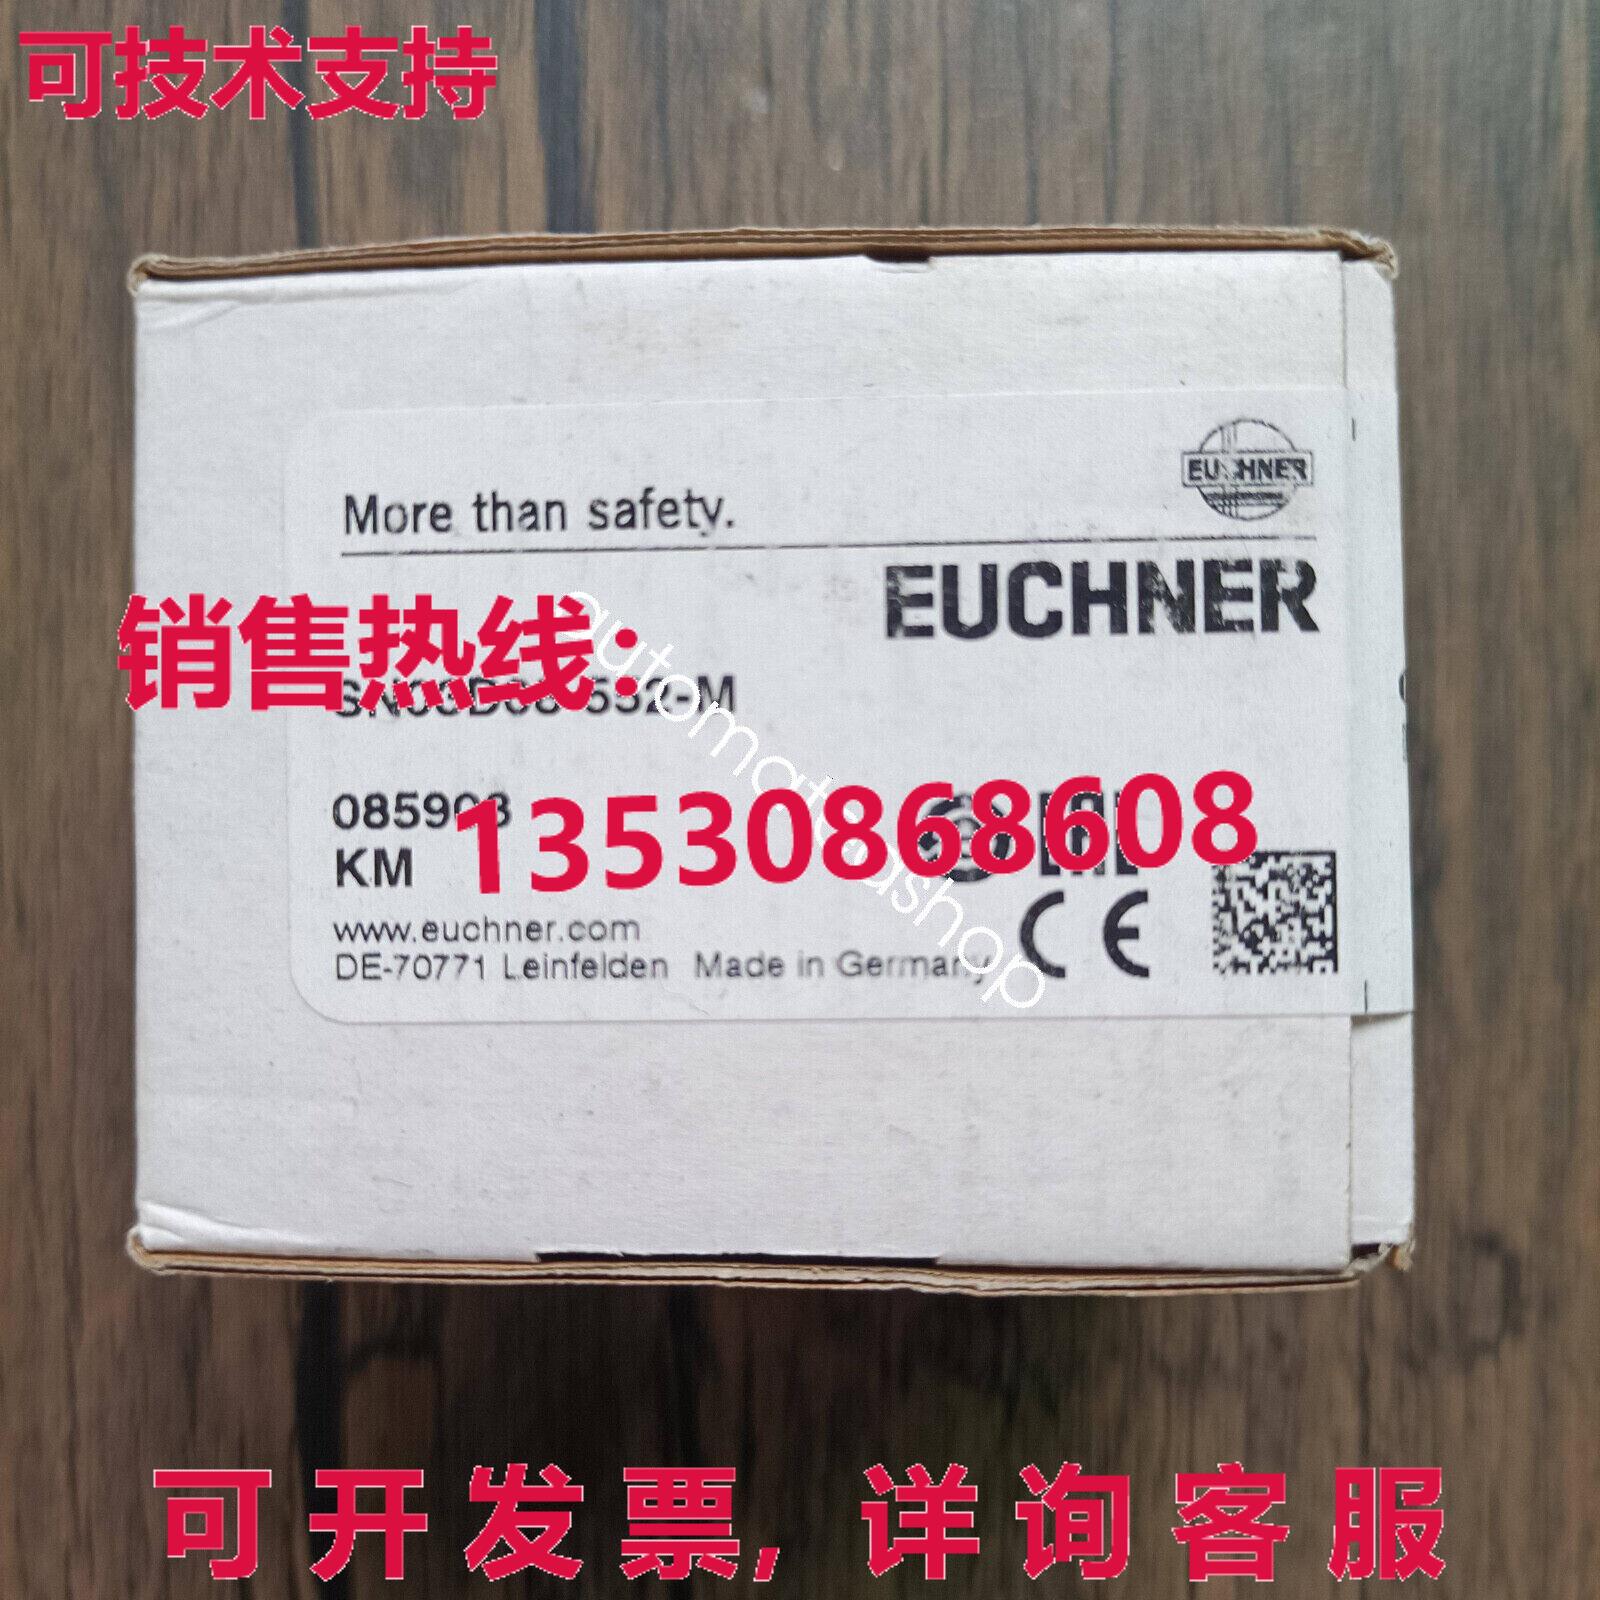 可技术支持
EUCHNER
More than safety.
EUCHNER
销售热线:
automatashop
13530868608
KM
www.euchner.com
DE-70771 Leinfelden Made in Germany
CE
可开发票,详询客服